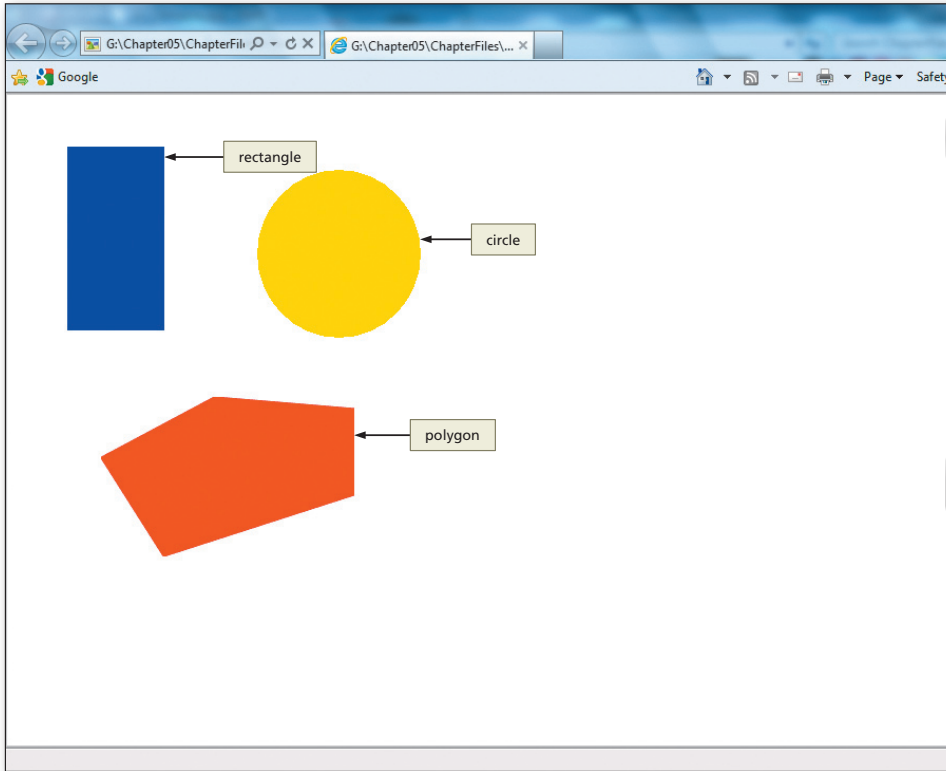 G:\Chapter05\ChapterFil
G:\Chapter05\ChapterFiles\...
Google
Page
Safety
rectangle
circle
polygon